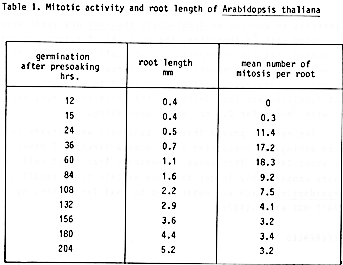 Table 1. Mitotic activity and root length of Arabidopsis thaliana
germination after presoaking hrs. root length mm mean number of mitosis per root
12 0.4 0
15 0.4 0.3
24 0.5 11.4
36 0.7 17.2
60 1.1 18.3
84 1.6 9.2
108 2.2 7.5
132 2.9 4.1
156 3.6 3.2
180 4.4 3.4
204 5.2 3.2